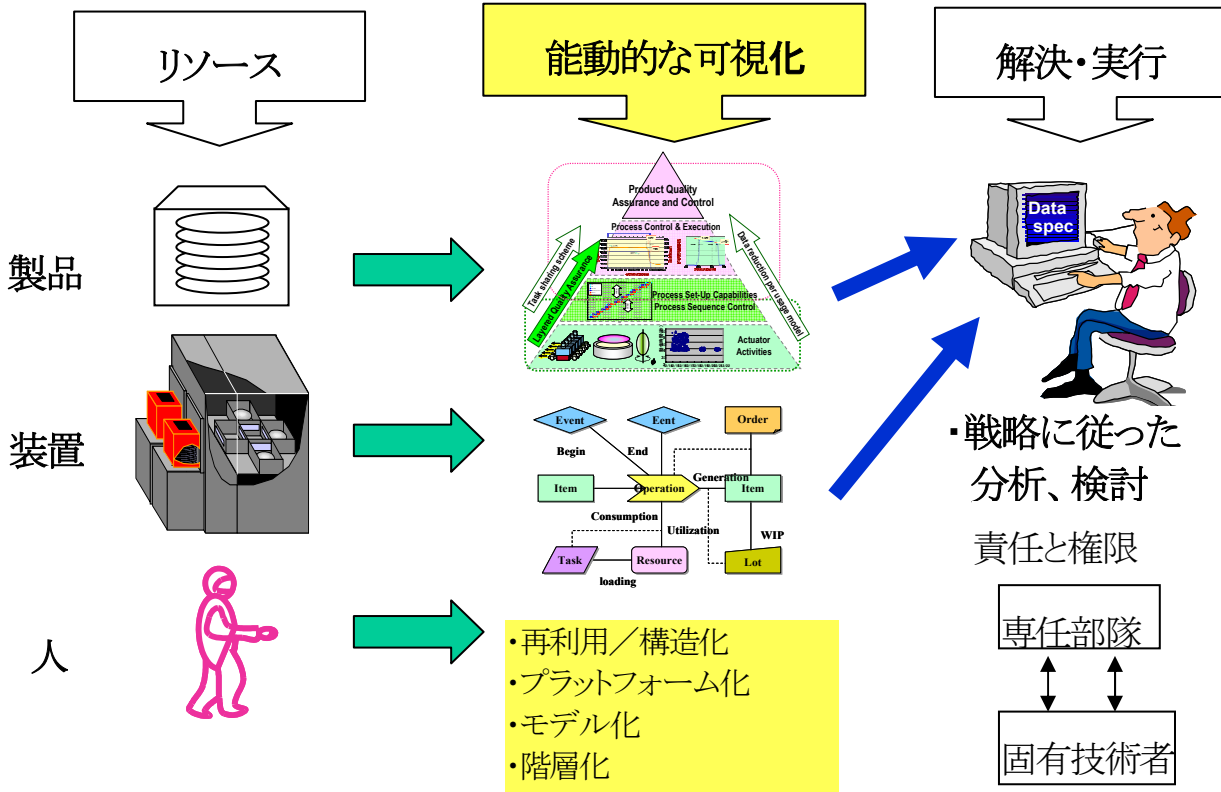 リソース
能動的な可視化
解決・実行
製品
装置
人
Product Quality
Assurance and Control
Process Control & Execution
Task sharing scheme
Layered Quality Assurance
Data reduction per usage model
Process Set-Up Capabilities
Process Sequence Control
Actuator
Activities
Event
Eent
Order
Begin
End
Generation
Item
Operation
Item
Consumption
Utilization
WIP
Task
Resource
Lot
loading
・再利用／構造化
・プラットフォーム化
・モデル化
・階層化
Data
spec
・戦略に従った
分析、検討
責任と権限
専任部隊
固有技術者